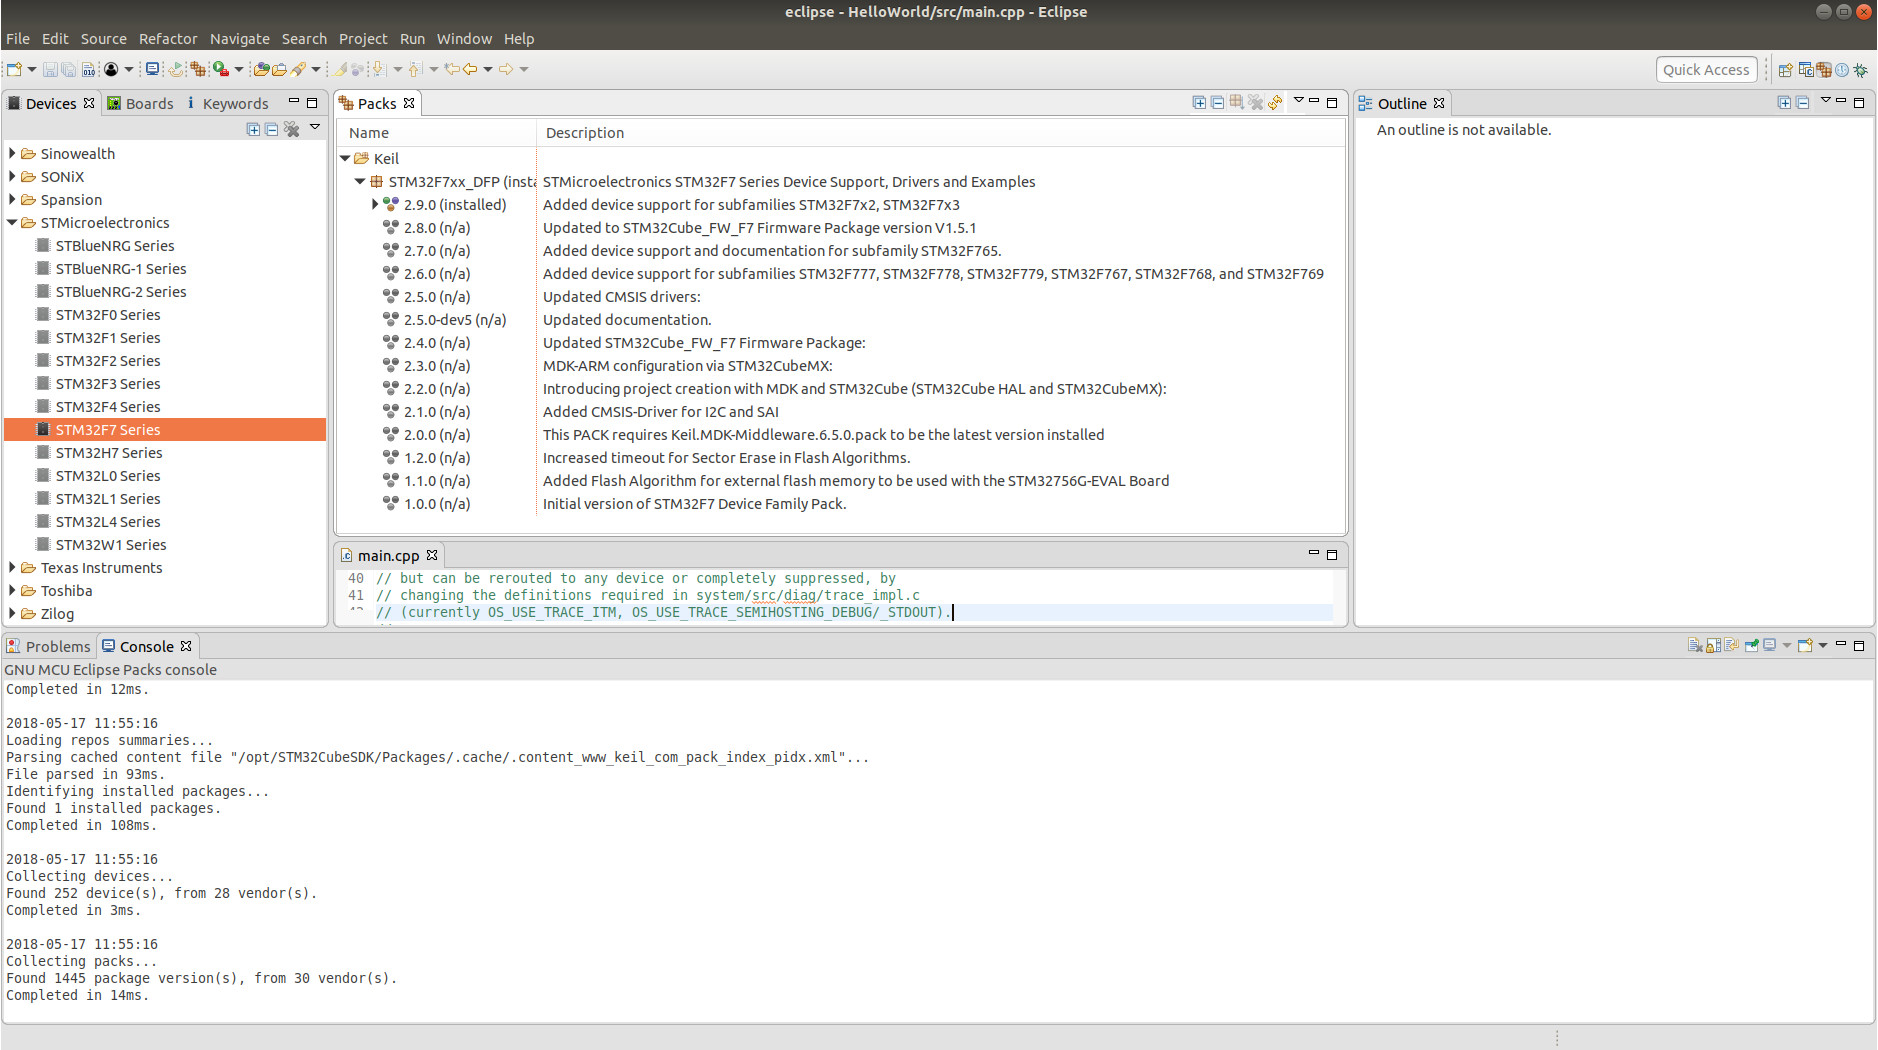 eclipse - HelloWorld/src/main.cpp - Eclipse
File Edit Source Refactor Navigate Search Project Run Window Help
Quick Access
Devices Boards Keywords
Sinowealth
SONiX
Spansion
STMicroelectronics
STBlueNRG Series
STBlueNRG-1 Series
STBlueNRG-2 Series
STM32F0 Series
STM32F1 Series
STM32F2 Series
STM32F3 Series
STM32F4 Series
STM32F7 Series
STM32H7 Series
STM32L0 Series
STM32L1 Series
STM32L4 Series
STM32W1 Series
Texas Instruments
Toshiba
Zilog
Packs
Name Description
Keil
STM32F7xx_DFP (insta STMicroelectronics STM32F7 Series Device Support, Drivers and Examples
2.9.0 (installed) Added device support for subfamilies STM32F7x2, STM32F7x3
2.8.0 (n/a) Updated to STM32Cube_FW_F7 Firmware Package version V1.5.1
2.7.0 (n/a) Added device support and documentation for subfamily STM32F765.
2.6.0 (n/a) Added device support for subfamilies STM32F777, STM32F778, STM32F779, STM32F767, STM32F768, and STM32F769
2.5.0 (n/a) Updated CMSIS drivers:
2.5.0-dev5 (n/a) Updated documentation.
2.4.0 (n/a) Updated STM32Cube_FW_F7 Firmware Package:
2.3.0 (n/a) MDK-ARM configuration via STM32CubeMX:
2.2.0 (n/a) Introducing project creation with MDK and STM32Cube (STM32Cube HAL and STM32CubeMX):
2.1.0 (n/a) Added CMSIS-Driver for I2C and SAI
2.0.0 (n/a) This PACK requires Keil.MDK-Middleware.6.5.0.pack to be the latest version installed
1.2.0 (n/a) Increased timeout for Sector Erase in Flash Algorithms.
1.1.0 (n/a) Added Flash Algorithm for external flash memory to be used with the STM32756G-EVAL Board
1.0.0 (n/a) Initial version of STM32F7 Device Family Pack.
main.cpp
40 // but can be rerouted to any device or completely suppressed, by
41 // changing the definitions required in system/src/diag/trace_impl.c
// (currently OS_USE_TRACE_ITM, OS_USE_TRACE_SEMIHOSTING_DEBUG/_STDOUT).
Outline
An outline is not available.
Problems Console
GNU MCU Eclipse Packs console
Completed in 12ms.
2018-05-17 11:55:16
Loading repos summaries...
Parsing cached content file "/opt/STM32CubeSDK/Packages/.cache/.content_www_keil_com_pack_index_pidx.xml"...
File parsed in 93ms.
Identifying installed packages...
Found 1 installed packages.
Completed in 108ms.
2018-05-17 11:55:16
Collecting devices...
Found 252 device(s), from 28 vendor(s).
Completed in 3ms.
2018-05-17 11:55:16
Collecting packs...
Found 1445 package version(s), from 30 vendor(s).
Completed in 14ms.